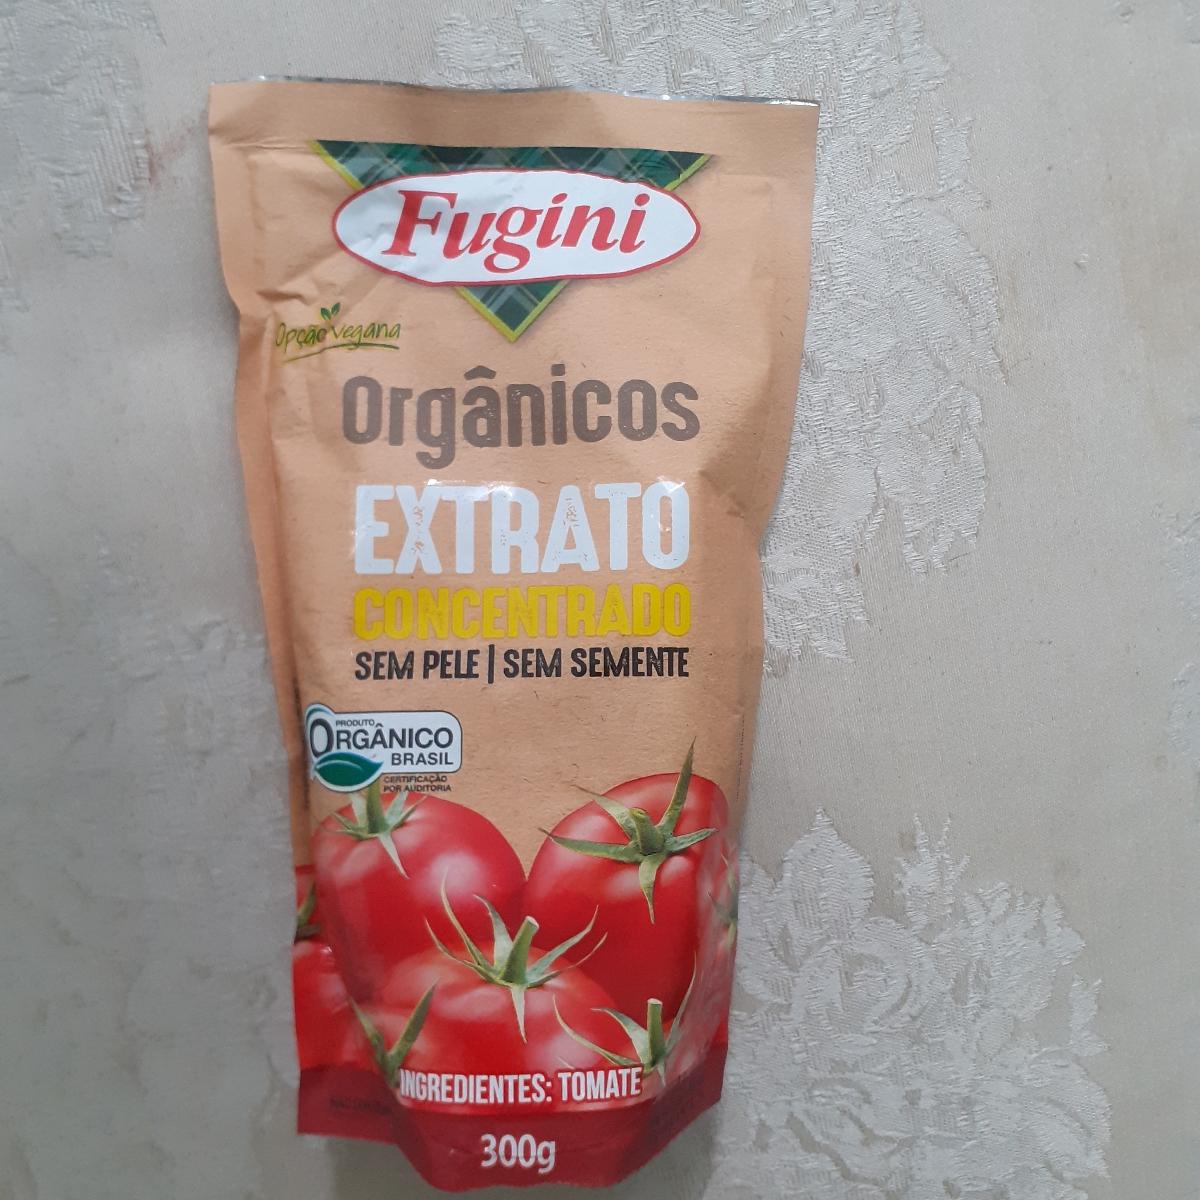 Fugini
Opção vegana
Orgânicos
EXTRATO
CONCENTRADO
SEM PELE | SEM SEMENTE
PRODUTO
ORGÂNICO
BRASIL
CERTIFICAÇÃO
POR AUDITORIA
INGREDIENTES: TOMATE
300g